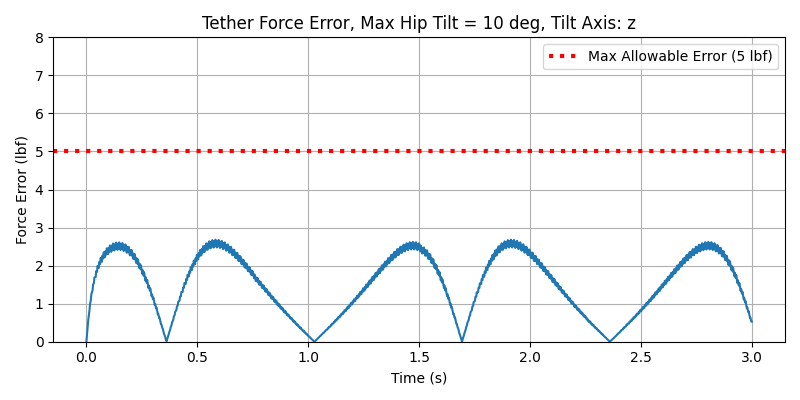 Tether Force Error, Max Hip Tilt = 10 deg, Tilt Axis: z
Max Allowable Error (5 lbf)
Force Error (lbf)
8
7
6
5
4
3
2
1
0
0.0 0.5 1.0 1.5 2.0 2.5 3.0
Time (s)